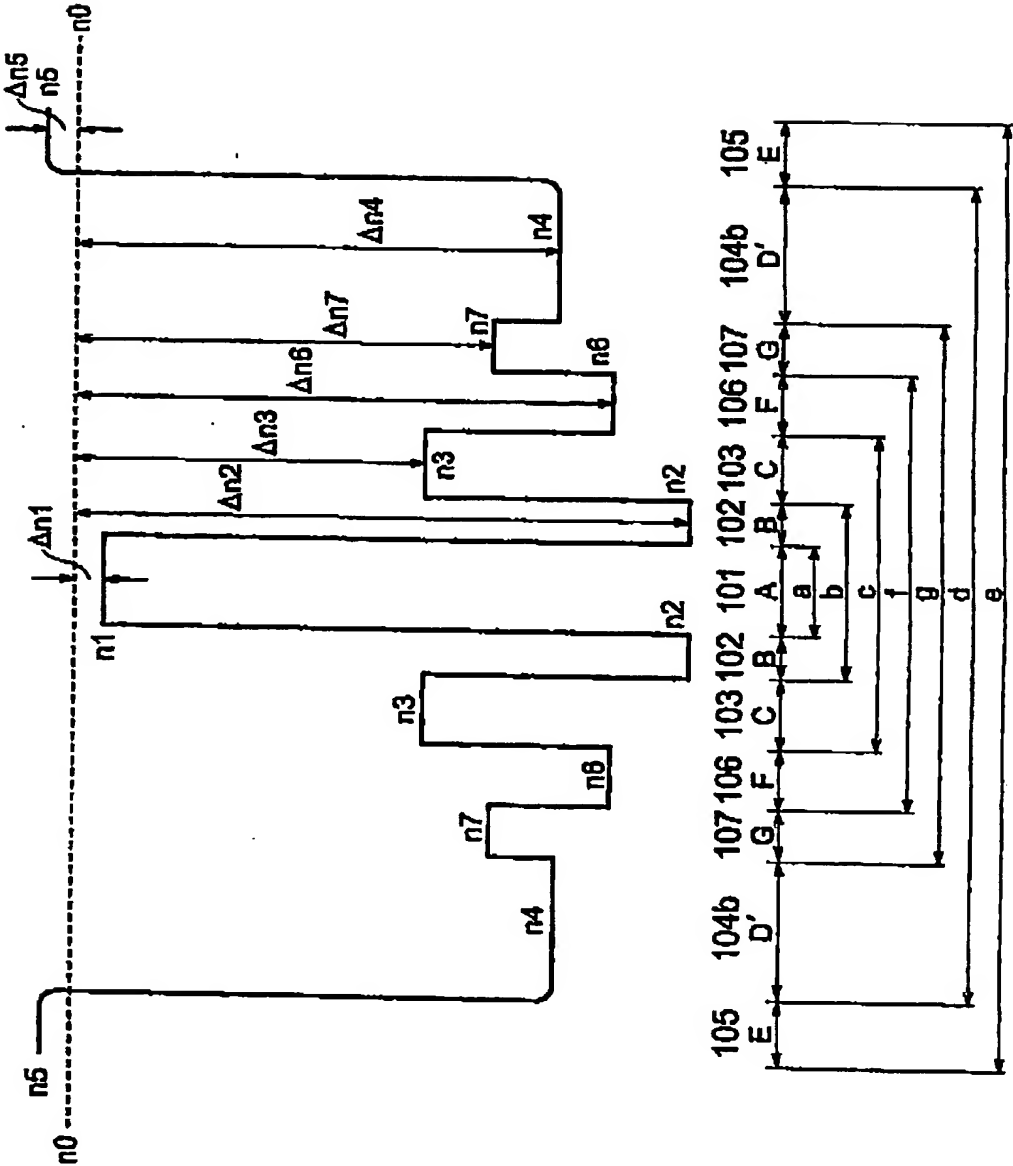 Δn5
n5
n5
Δn1
n0
n0
n1
Δn2
Δn3
Δn6
Δn7
Δn4
n3
n3
n7
n7
n4
n4
n6
n6
n2
n2
105 104b 107 106 103 102 101 102 103 106 107 104b 105
E D' G F C B A B C F G D' E
a
b
c
f
g
d
e